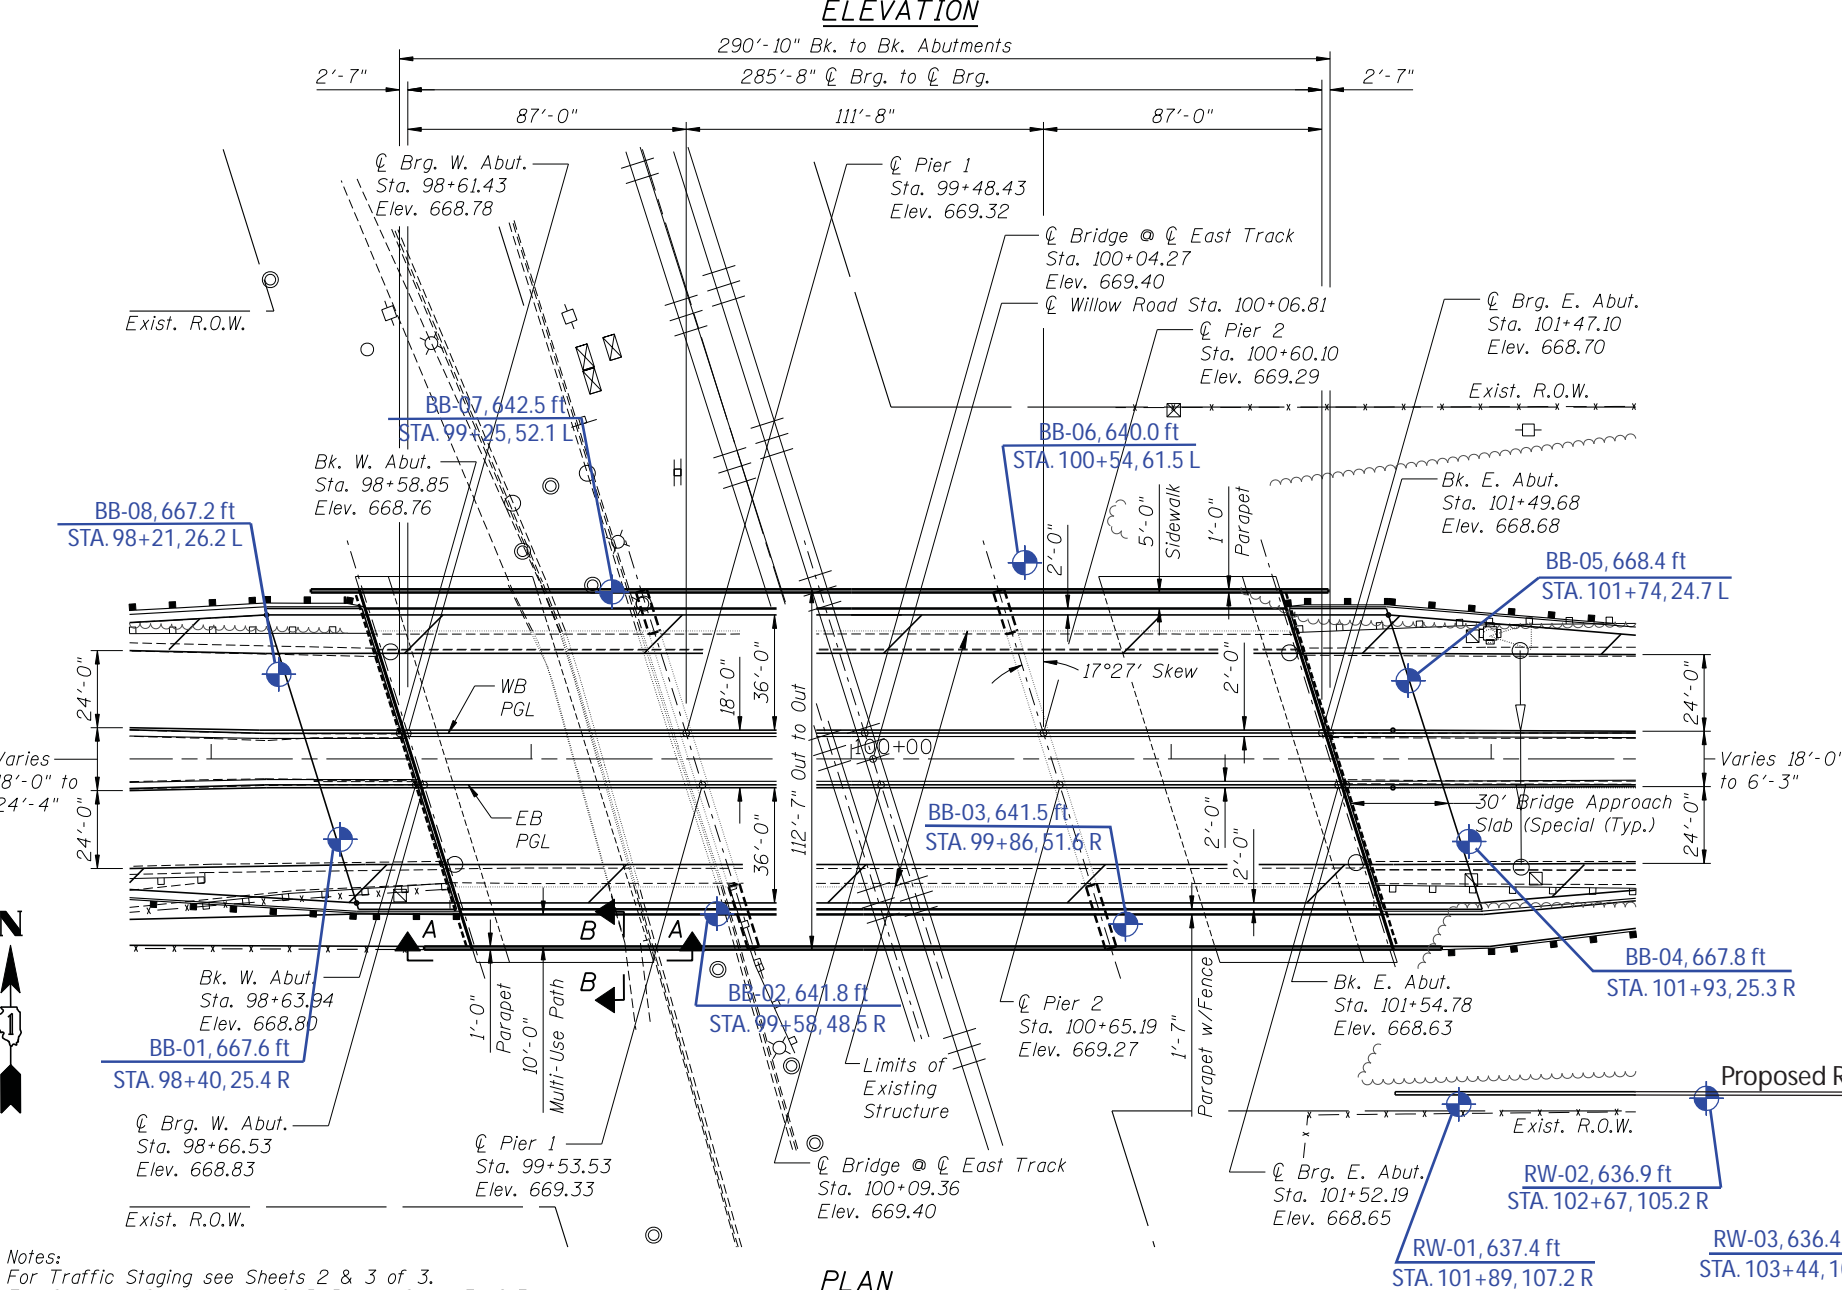 ELEVATION
290'-10" Bk. to Bk. Abutments
2'-7"
285'-8" ℄ Brg. to ℄ Brg.
2'-7"
87'-0"
111'-8"
87'-0"
℄ Brg. W. Abut.
Sta. 98+61.43
Elev. 668.78
℄ Pier 1
Sta. 99+48.43
Elev. 669.32
℄ Bridge @ ℄ East Track
Sta. 100+04.27
Elev. 669.40
℄ Willow Road Sta. 100+06.81
℄ Pier 2
Sta. 100+60.10
Elev. 669.29
℄ Brg. E. Abut.
Sta. 101+47.10
Elev. 668.70
Exist. R.O.W.
Exist. R.O.W.
BB-07, 642.5 ft
STA. 99+25, 52.1 L
BB-06, 640.0 ft
STA. 100+54, 61.5 L
Bk. W. Abut.
Sta. 98+58.85
Elev. 668.76
Bk. E. Abut.
Sta. 101+49.68
Elev. 668.68
BB-08, 667.2 ft
STA. 98+21, 26.2 L
BB-05, 668.4 ft
STA. 101+74, 24.7 L
2'-0"
5'-0"
Sidewalk
1'-0"
Parapet
24'-0"
WB
PGL
18'-0"
36'-0"
112'-7" Out to Out
17°27' Skew
2'-0"
24'-0"
100+00
Varies
18'-0" to
24'-4"
Varies 18'-0"
to 6'-3"
24'-0"
EB
PGL
36'-0"
BB-03, 641.5 ft
STA. 99+86, 51.6 R
2'-0"
2'-0"
30' Bridge Approach
Slab (Special (Typ.)
24'-0"
N
A
B
A
B
Bk. W. Abut.
Sta. 98+63.94
Elev. 668.80
BB-01, 667.6 ft
STA. 98+40, 25.4 R
1'-0"
Parapet
10'-0"
Multi-Use Path
BB-02, 641.8 ft
STA. 99+58, 48.5 R
℄ Pier 2
Sta. 100+65.19
Elev. 669.27
1'-7"
Parapet w/Fence
Bk. E. Abut.
Sta. 101+54.78
Elev. 668.63
BB-04, 667.8 ft
STA. 101+93, 25.3 R
Limits of
Existing
Structure
Proposed R
Exist. R.O.W.
℄ Brg. W. Abut.
Sta. 98+66.53
Elev. 668.83
℄ Pier 1
Sta. 99+53.53
Elev. 669.33
℄ Bridge @ ℄ East Track
Sta. 100+09.36
Elev. 669.40
℄ Brg. E. Abut.
Sta. 101+52.19
Elev. 668.65
RW-02, 636.9 ft
STA. 102+67, 105.2 R
Exist. R.O.W.
RW-01, 637.4 ft
STA. 101+89, 107.2 R
RW-03, 636.4
STA. 103+44, 10
Notes:
For Traffic Staging see Sheets 2 & 3 of 3.
PLAN